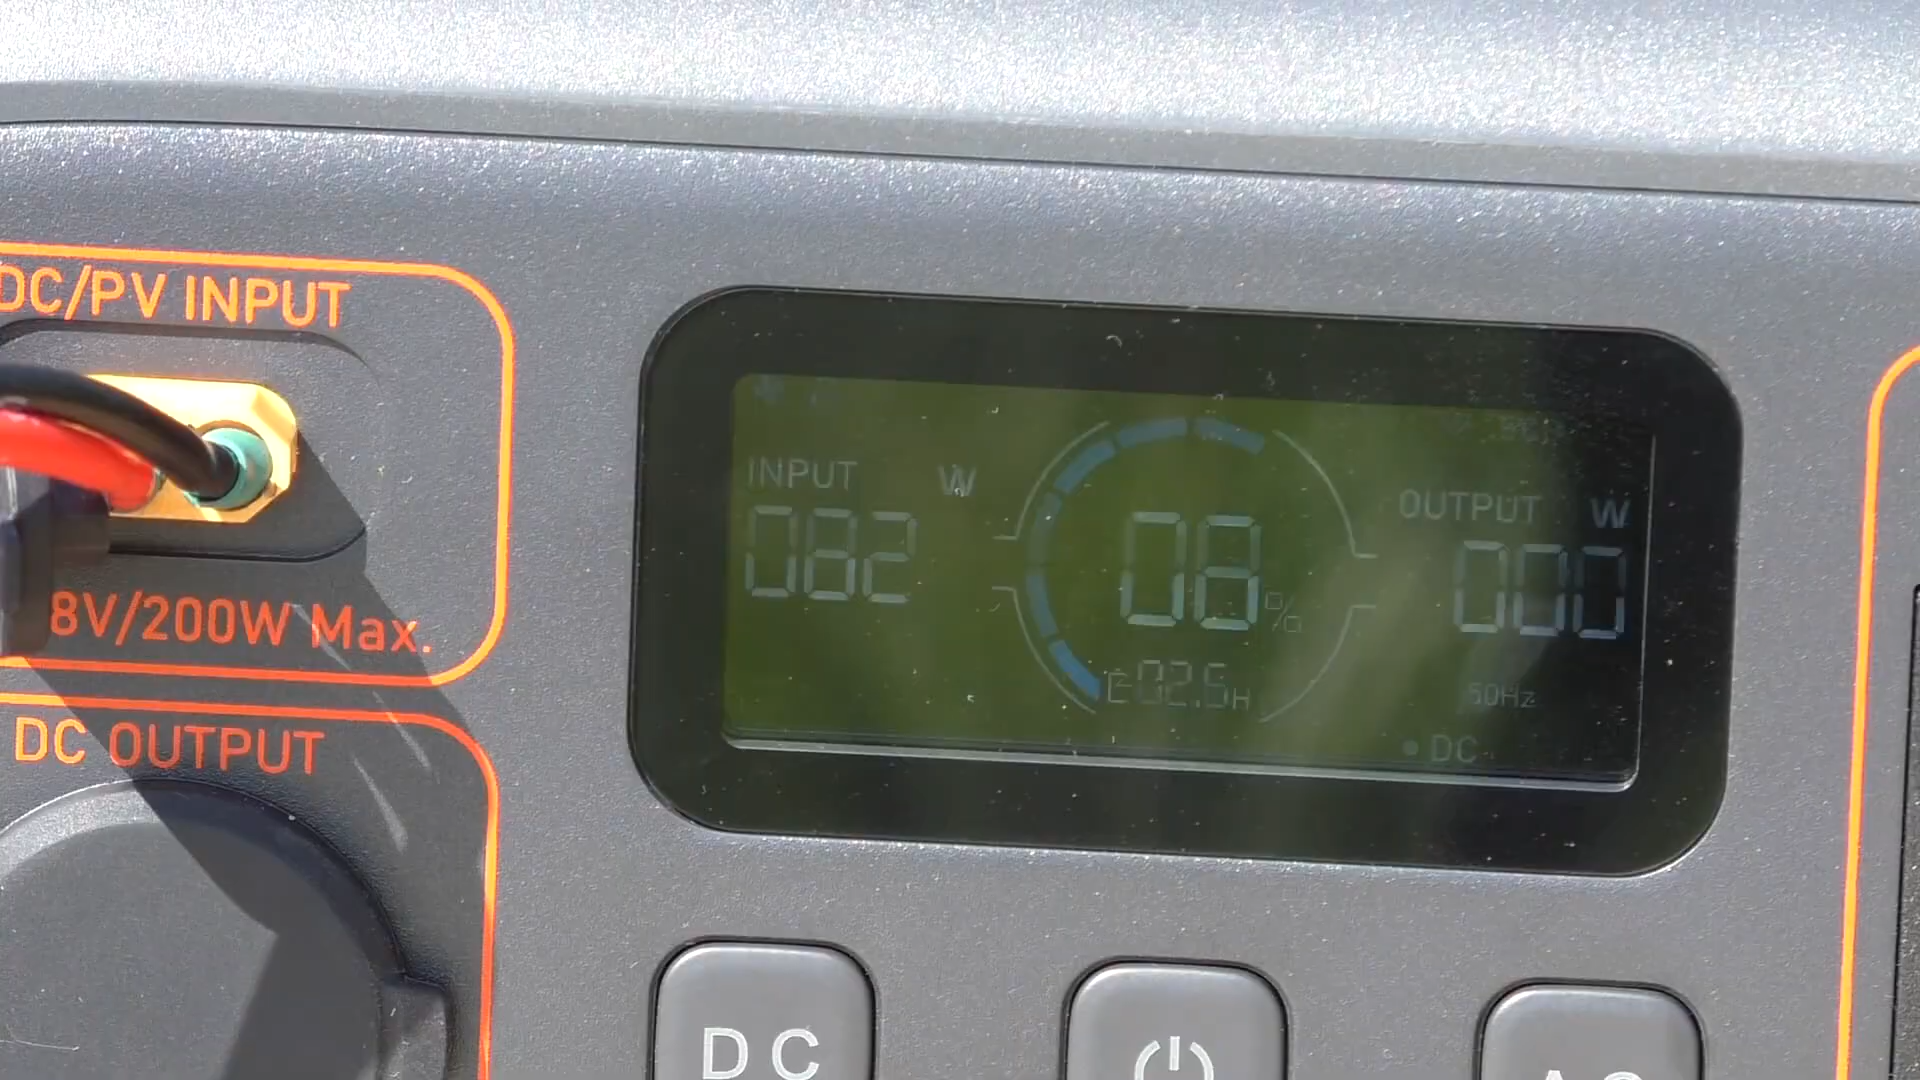 DC/PV INPUT
8V/200W Max.
DC OUTPUT
INPUT W
082
08%
02.5H
OUTPUT W
000
50Hz
DC
DC